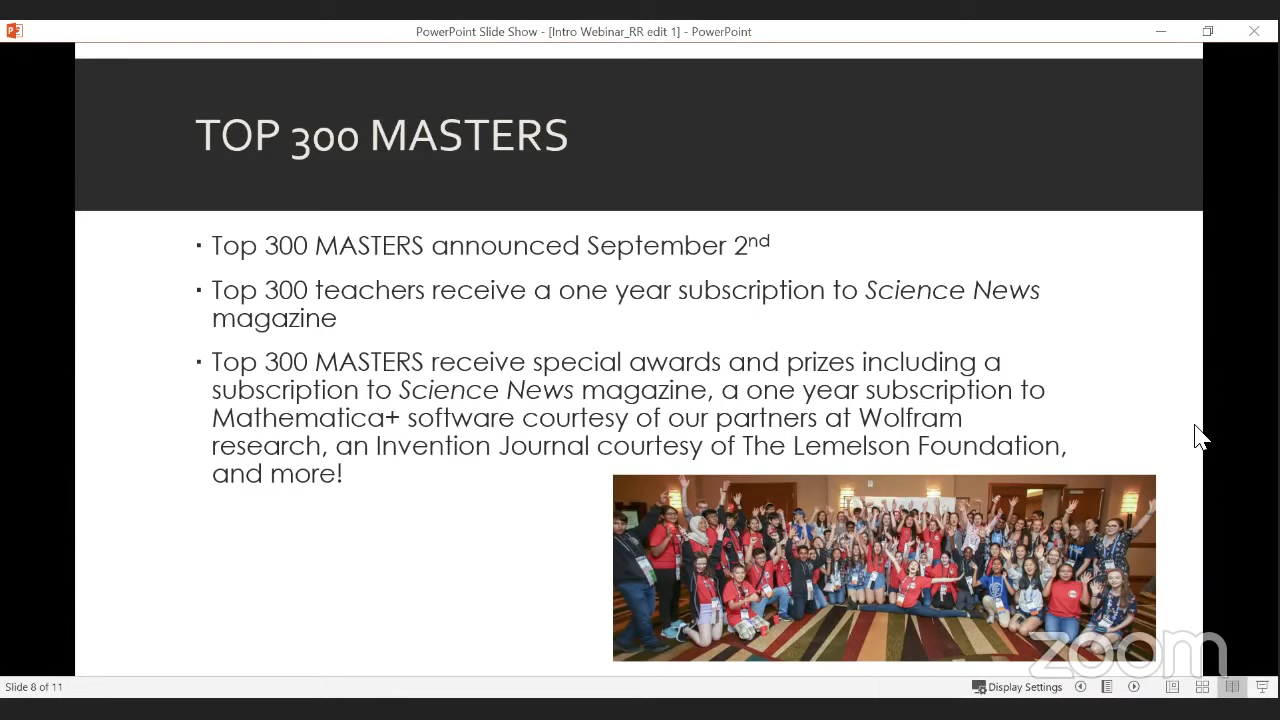 PowerPoint Slide Show - [Intro Webinar_RR edit 1] - PowerPoint
TOP 300 MASTERS
▪ Top 300 MASTERS announced September 2nd
▪ Top 300 teachers receive a one year subscription to Science News
magazine
▪ Top 300 MASTERS receive special awards and prizes including a
subscription to Science News magazine, a one year subscription to
Mathematica+ software courtesy of our partners at Wolfram
research, an Invention Journal courtesy of The Lemelson Foundation,
and more!
zoom
Slide 8 of 11
Display Settings